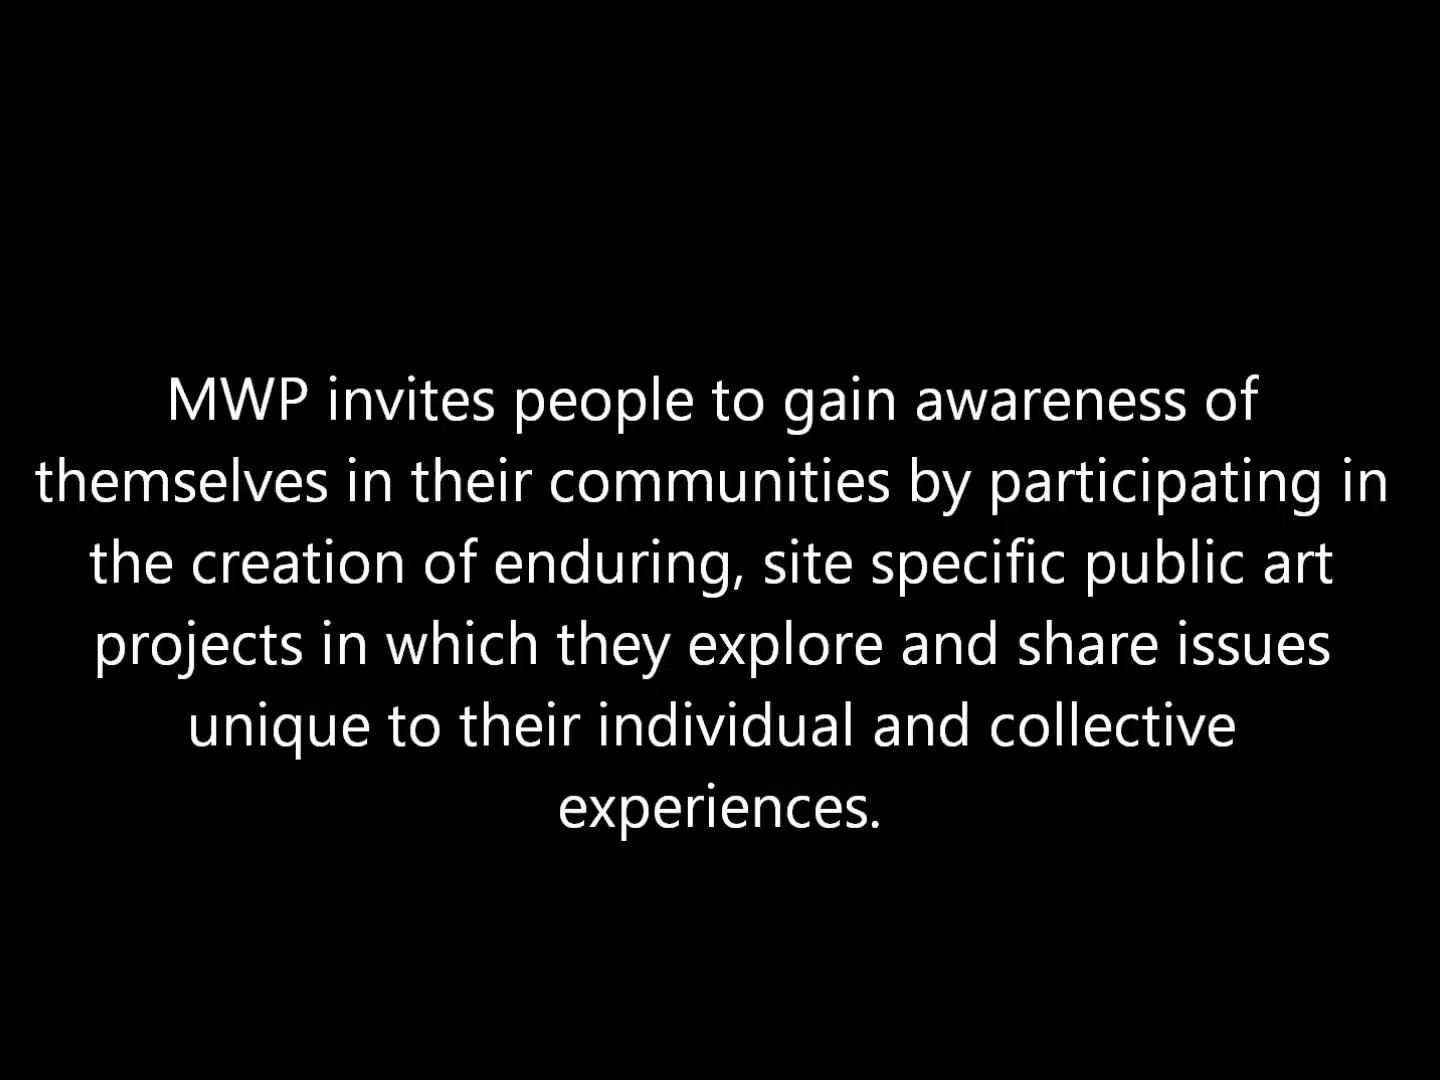 MWP invites people to gain awareness of
themselves in their communities by participating in
the creation of enduring, site specific public art
projects in which they explore and share issues
unique to their individual and collective
experiences.